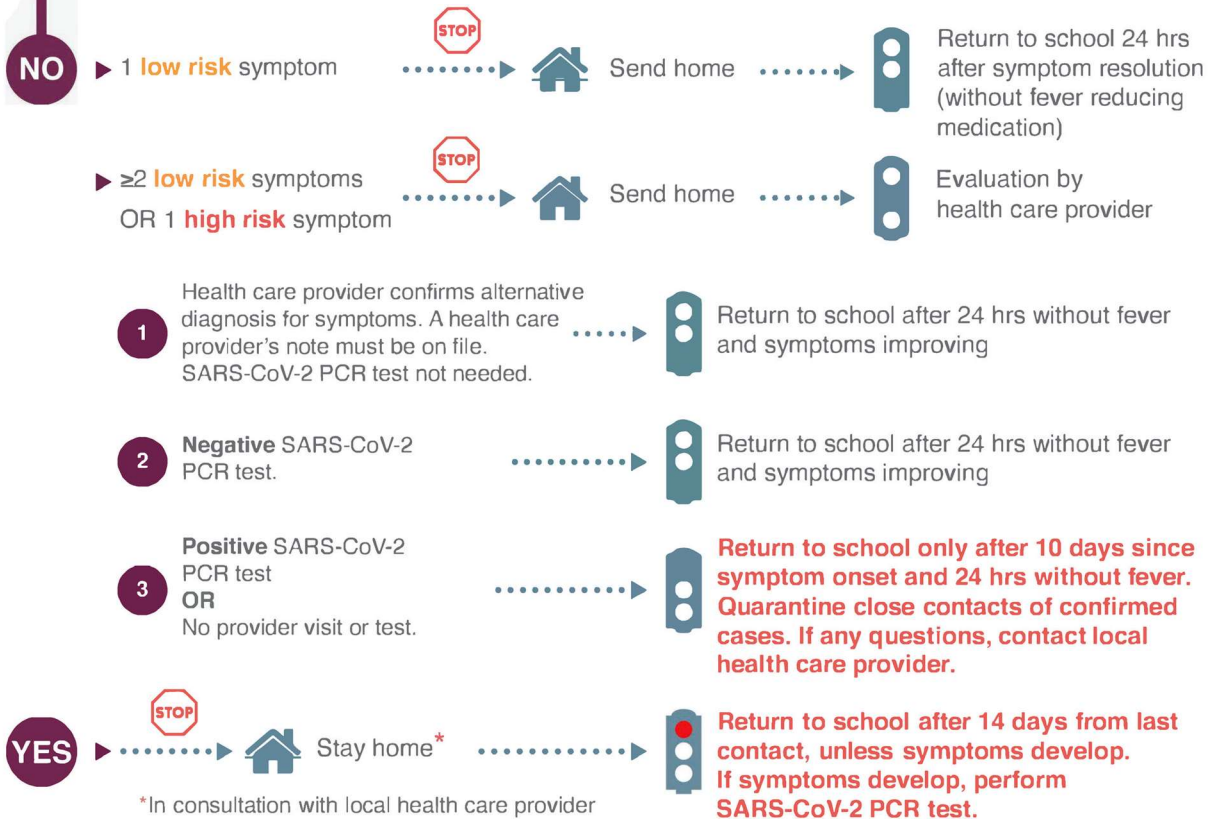 NO
1 low risk symptom
STOP
Send home
Return to school 24 hrs
after symptom resolution
(without fever reducing
medication)
≥2 low risk symptoms
OR 1 high risk symptom
STOP
Send home
Evaluation by
health care provider
1
Health care provider confirms alternative
diagnosis for symptoms. A health care
provider's note must be on file.
SARS-CoV-2 PCR test not needed.
Return to school after 24 hrs without fever
and symptoms improving
2
Negative SARS-CoV-2
PCR test.
Return to school after 24 hrs without fever
and symptoms improving
3
Positive SARS-CoV-2
PCR test
OR
No provider visit or test.
Return to school only after 10 days since
symptom onset and 24 hrs without fever.
Quarantine close contacts of confirmed
cases. If any questions, contact local
health care provider.
YES
STOP
Stay home*
Return to school after 14 days from last
contact, unless symptoms develop.
If symptoms develop, perform
SARS-CoV-2 PCR test.
*In consultation with local health care provider